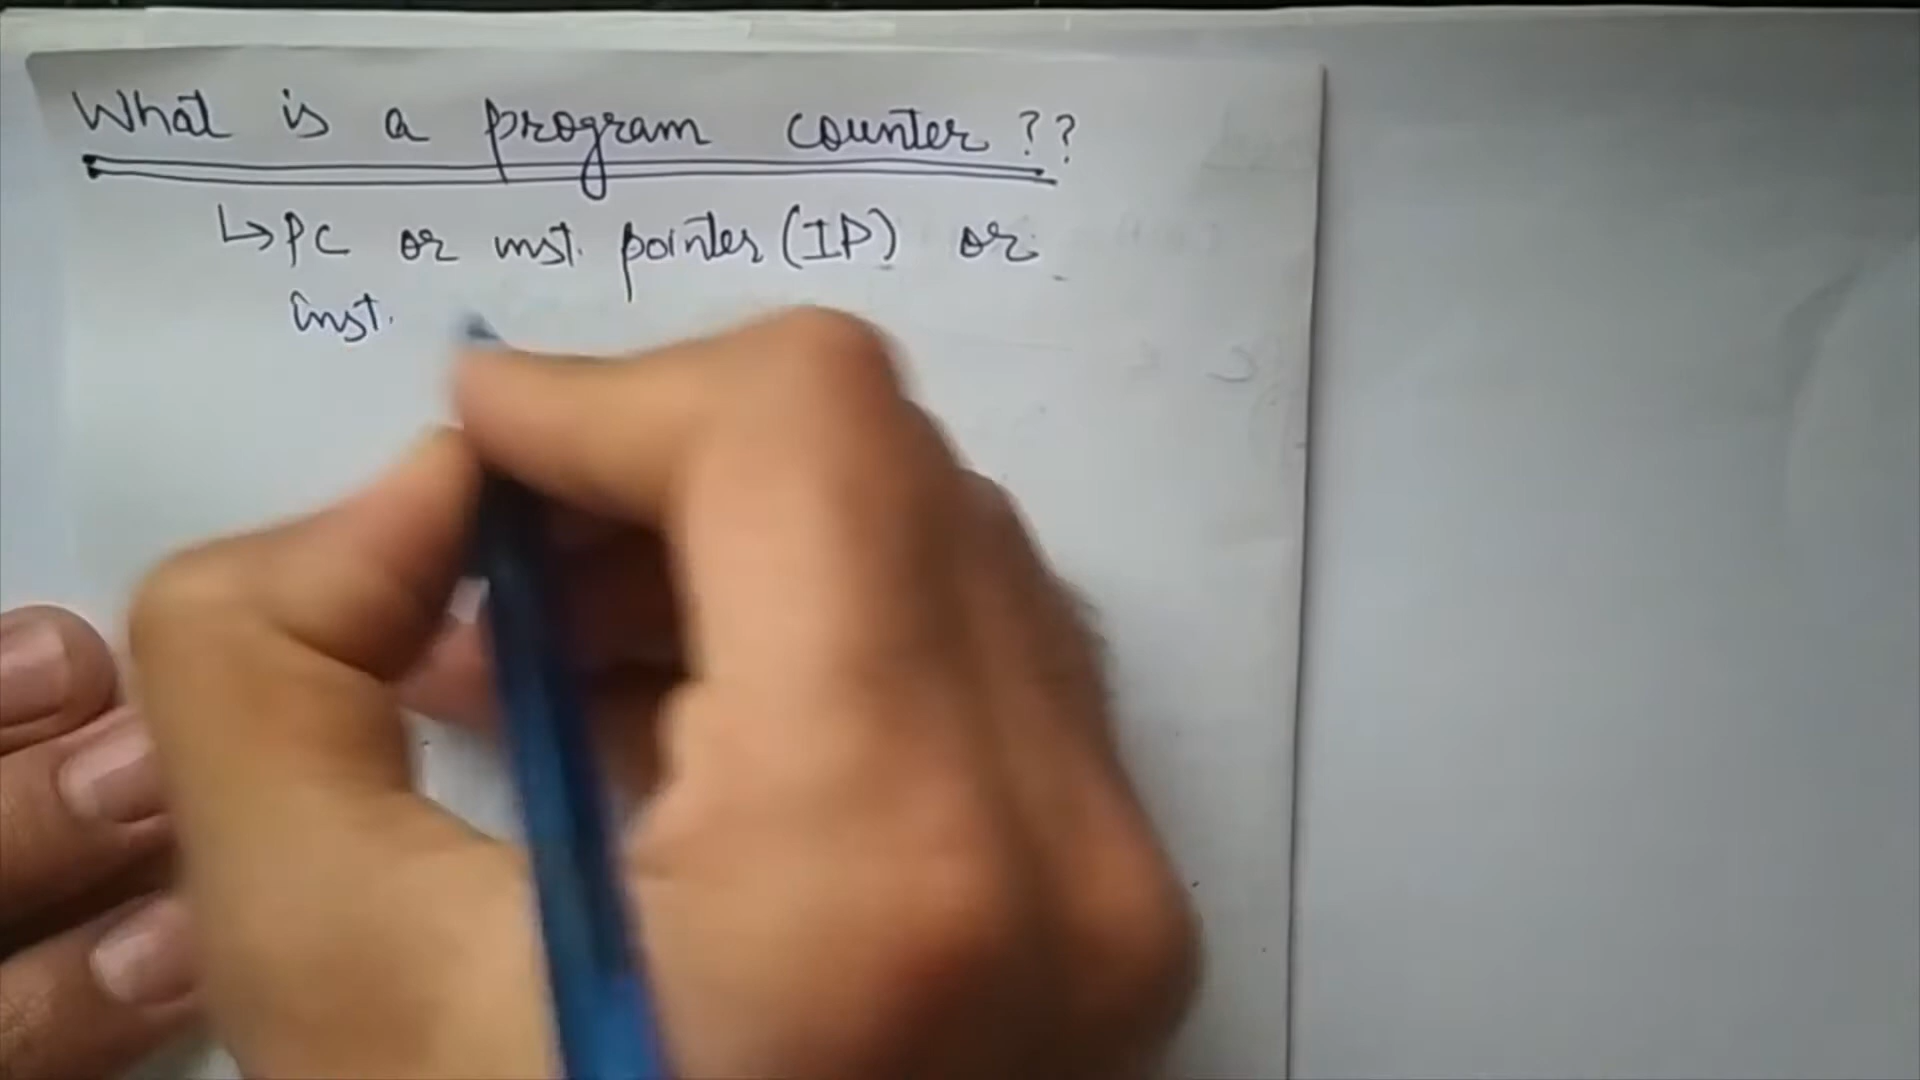 What is a program counter ??
↳ PC or inst. pointer (IP) or
inst.